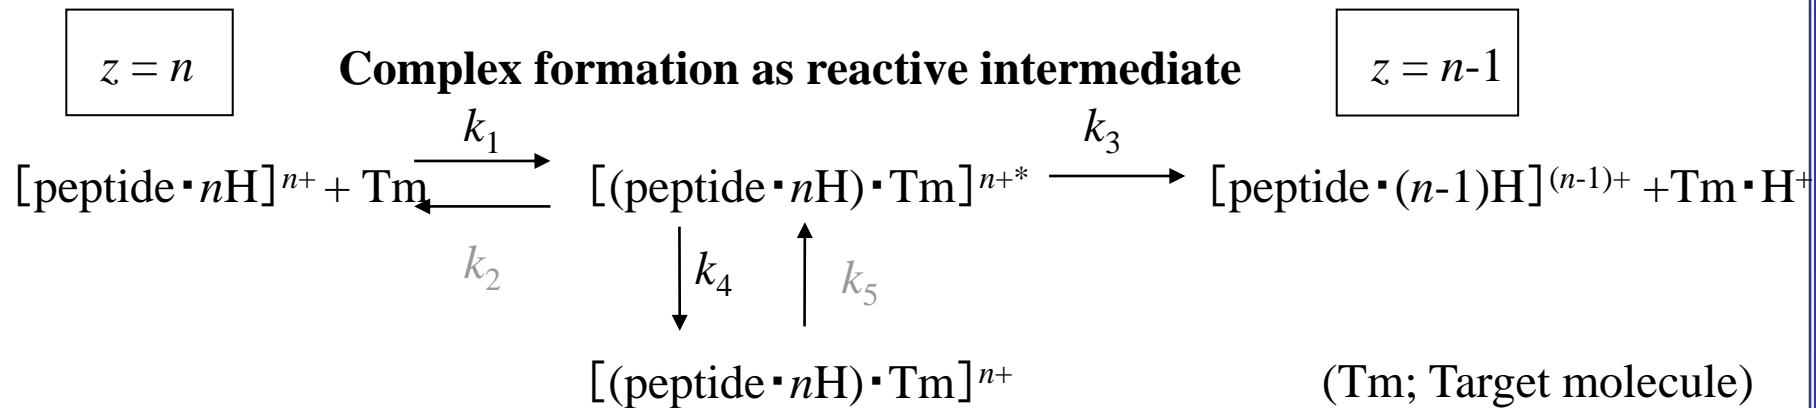 z = n
Complex formation as reactive intermediate
z = n-1
k₁
k₃
[peptide・nH]ⁿ⁺ + Tm
[(peptide・nH)・Tm]ⁿ⁺*
[peptide・(n-1)H]⁽ⁿ⁻¹⁾⁺ +Tm・H⁺
k₂
k₄
k₅
[(peptide・nH)・Tm]ⁿ⁺
(Tm; Target molecule)